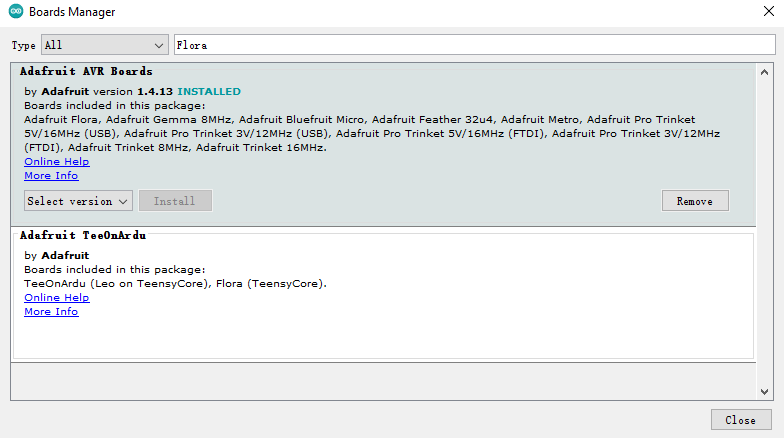 Boards Manager
Type All Flora
Adafruit AVR Boards
by Adafruit version 1.4.13 INSTALLED
Boards included in this package:
Adafruit Flora, Adafruit Gemma 8MHz, Adafruit Bluefruit Micro, Adafruit Feather 32u4, Adafruit Metro, Adafruit Pro Trinket
5V/16MHz (USB), Adafruit Pro Trinket 3V/12MHz (USB), Adafruit Pro Trinket 5V/16MHz (FTDI), Adafruit Pro Trinket 3V/12MHz
(FTDI), Adafruit Trinket 8MHz, Adafruit Trinket 16MHz.
Online Help
More Info
Select version Install Remove
Adafruit TeeOnArdu
by Adafruit
Boards included in this package:
TeeOnArdu (Leo on TeensyCore), Flora (TeensyCore).
Online Help
More Info
Close